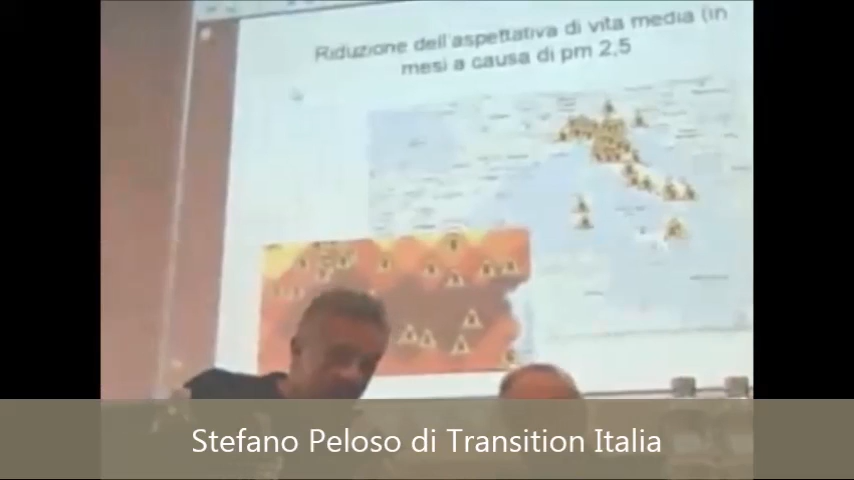 Riduzione dell'aspettativa di vita media (in
mesi a causa di pm 2,5
Stefano Peloso di Transition Italia